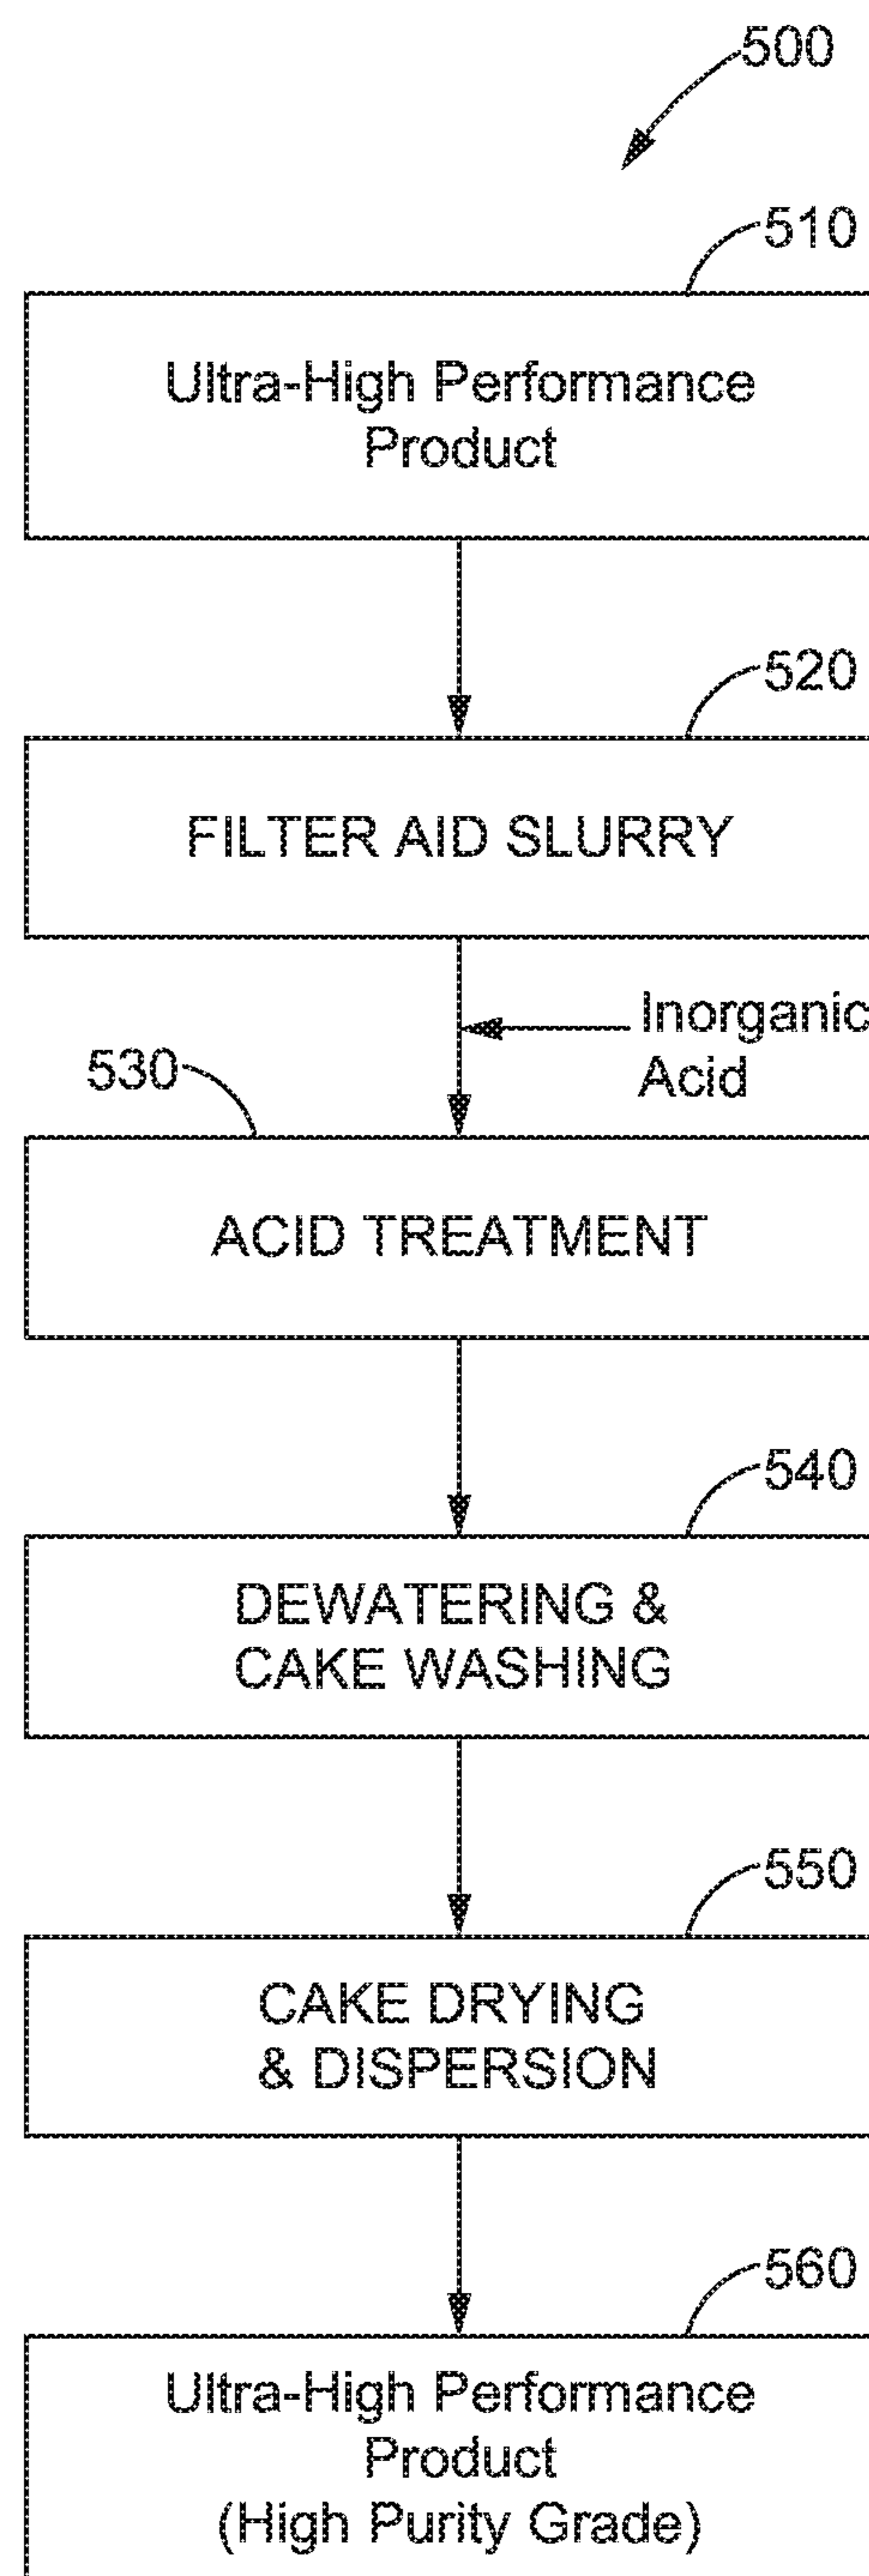 500
510
Ultra-High Performance
Product
520
FILTER AID SLURRY
Inorganic
Acid
530
ACID TREATMENT
540
DEWATERING &
CAKE WASHING
550
CAKE DRYING
& DISPERSION
560
Ultra-High Performance
Product
(High Purity Grade)